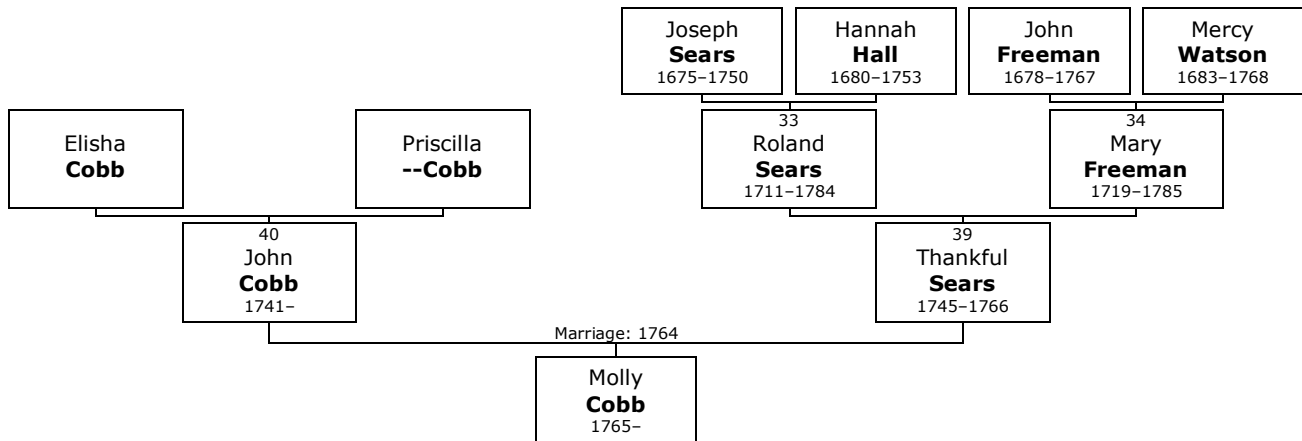 Joseph
Sears
1675–1750
Hannah
Hall
1680–1753
John
Freeman
1678–1767
Mercy
Watson
1683–1768
Elisha
Cobb
Priscilla
--Cobb
33
Roland
Sears
1711–1784
34
Mary
Freeman
1719–1785
40
John
Cobb
1741–
39
Thankful
Sears
1745–1766
Marriage: 1764
Molly
Cobb
1765–